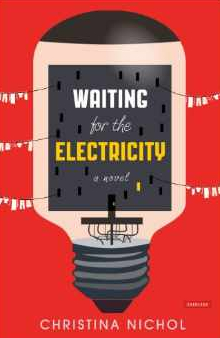 WAITING
for the
ELECTRICITY
a novel
CHRISTINA NICHOL